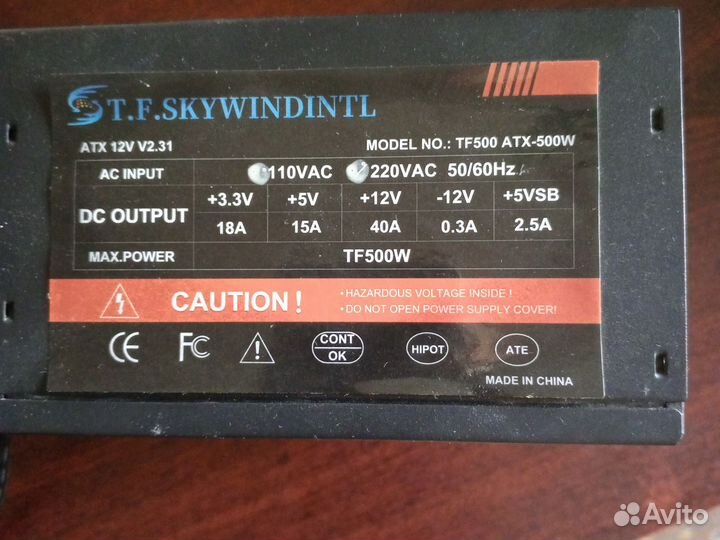 ST.F.SKYWINDINTL
ATX 12V V2.31 MODEL NO.: TF500 ATX-500W
AC INPUT 110VAC 220VAC 50/60Hz
DC OUTPUT +3.3V +5V +12V -12V +5VSB
18A 15A 40A 0.3A 2.5A
MAX.POWER TF500W
CAUTION! •HAZARDOUS VOLTAGE INSIDE!
•DO NOT OPEN POWER SUPPLY COVER!
CE FC CONT OK HIPOT ATE
MADE IN CHINA
Avito